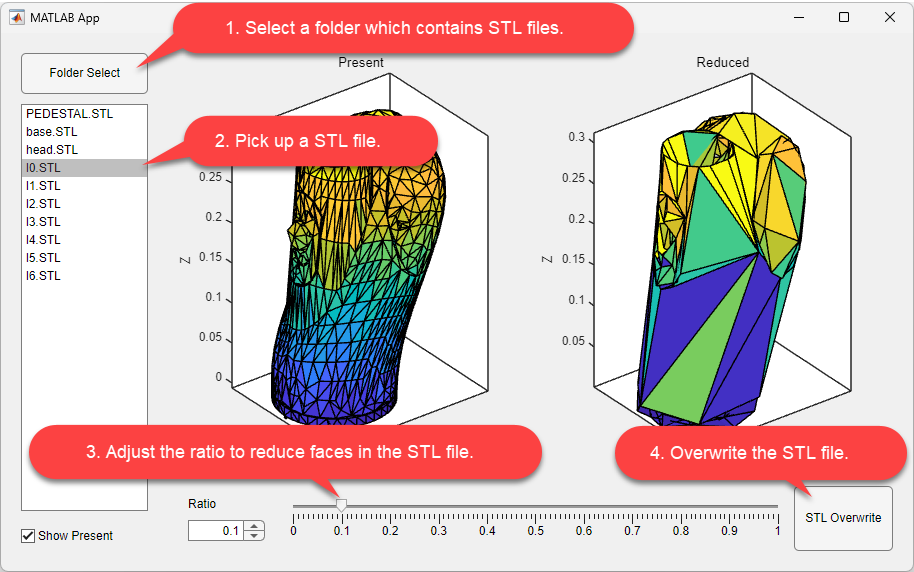 MATLAB App
1. Select a folder which contains STL files.
Folder Select
Present
Reduced
PEDESTAL.STL
base.STL
head.STL
l0.STL
l1.STL
l2.STL
l3.STL
l4.STL
l5.STL
l6.STL
2. Pick up a STL file.
0.25
0.2
0.15
0.1
0.05
0
Z
0.3
0.25
0.2
0.15
0.1
0.05
Z
3. Adjust the ratio to reduce faces in the STL file.
4. Overwrite the STL file.
Show Present
Ratio
0.1
0 0.1 0.2 0.3 0.4 0.5 0.6 0.7 0.8 0.9 1
STL Overwrite